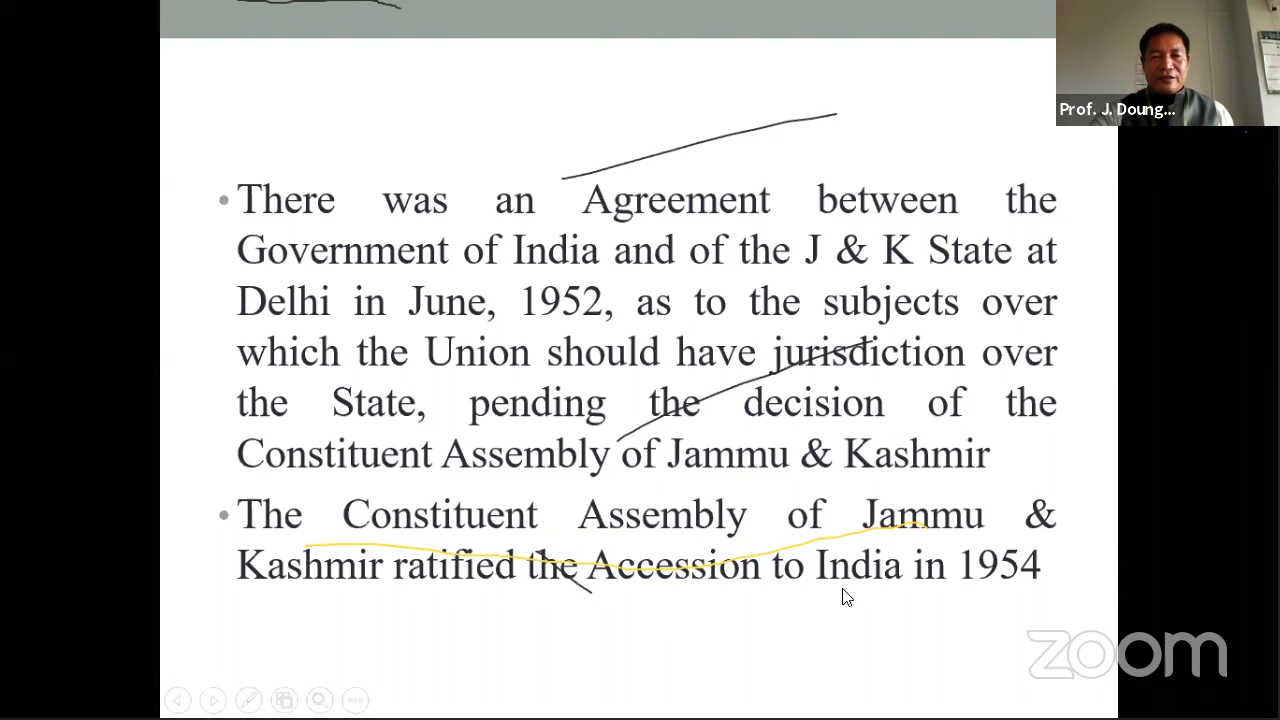 Prof. J. Doung...
• There was an Agreement between the
Government of India and of the J & K State at
Delhi in June, 1952, as to the subjects over
which the Union should have jurisdiction over
the State, pending the decision of the
Constituent Assembly of Jammu & Kashmir
• The Constituent Assembly of Jammu &
Kashmir ratified the Accession to India in 1954
zoom